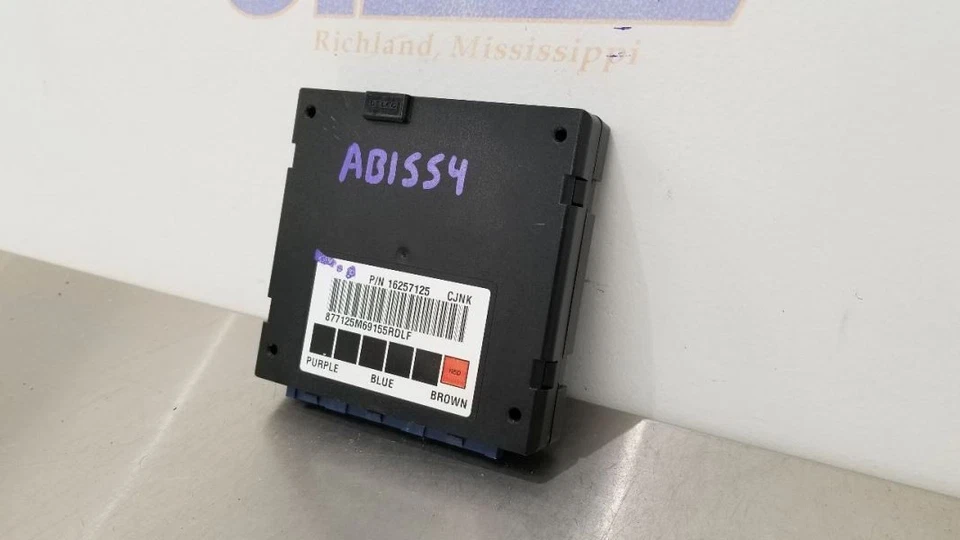 Richland, Mississippi
AB1554
P/N 16257125 CJNK
877125M69155RDLF
RED
PURPLE BLUE BROWN